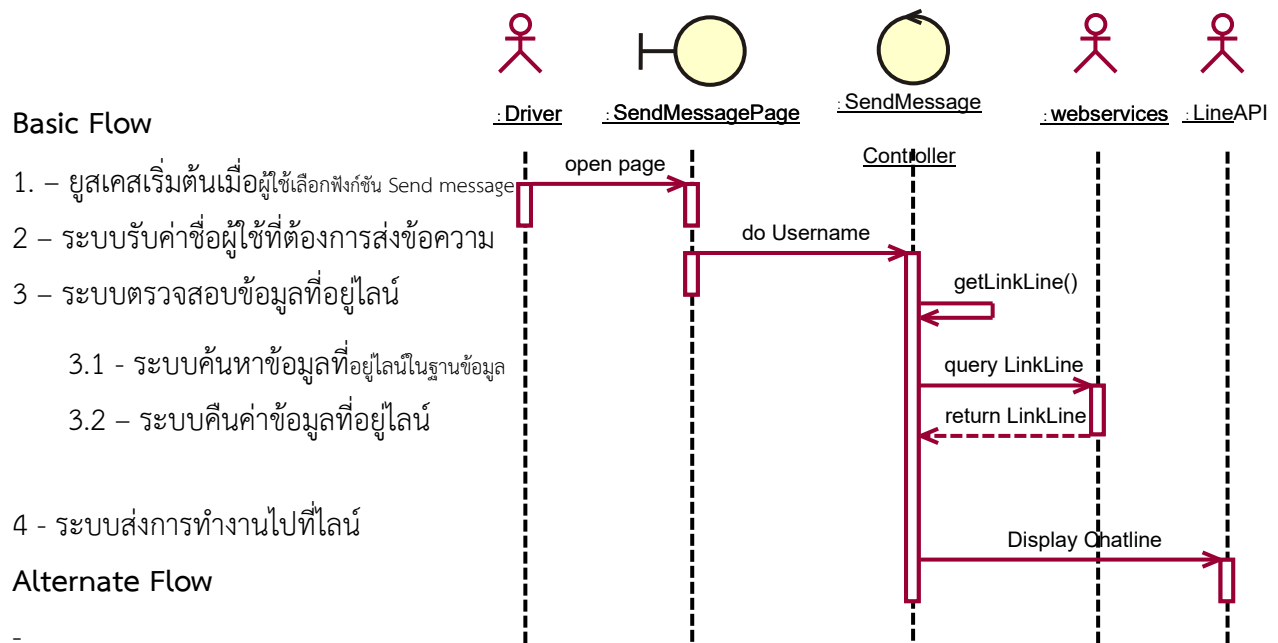 : Driver
: SendMessagePage
: SendMessage
Controller
: webservices
: LineAPI
Basic Flow
1. – ยูสเคสเริ่มต้นเมื่อผู้ใช้เลือกฟังก์ชัน Send message
open page
2 – ระบบรับค่าชื่อผู้ใช้ที่ต้องการส่งข้อความ
do Username
3 – ระบบตรวจสอบข้อมูลที่อยู่ไลน์
getLinkLine()
3.1 - ระบบค้นหาข้อมูลที่อยู่ไลน์ในฐานข้อมูล
query LinkLine
3.2 – ระบบคืนค่าข้อมูลที่อยู่ไลน์
return LinkLine
4 - ระบบส่งการทำงานไปที่ไลน์
Display Chatline
Alternate Flow
-